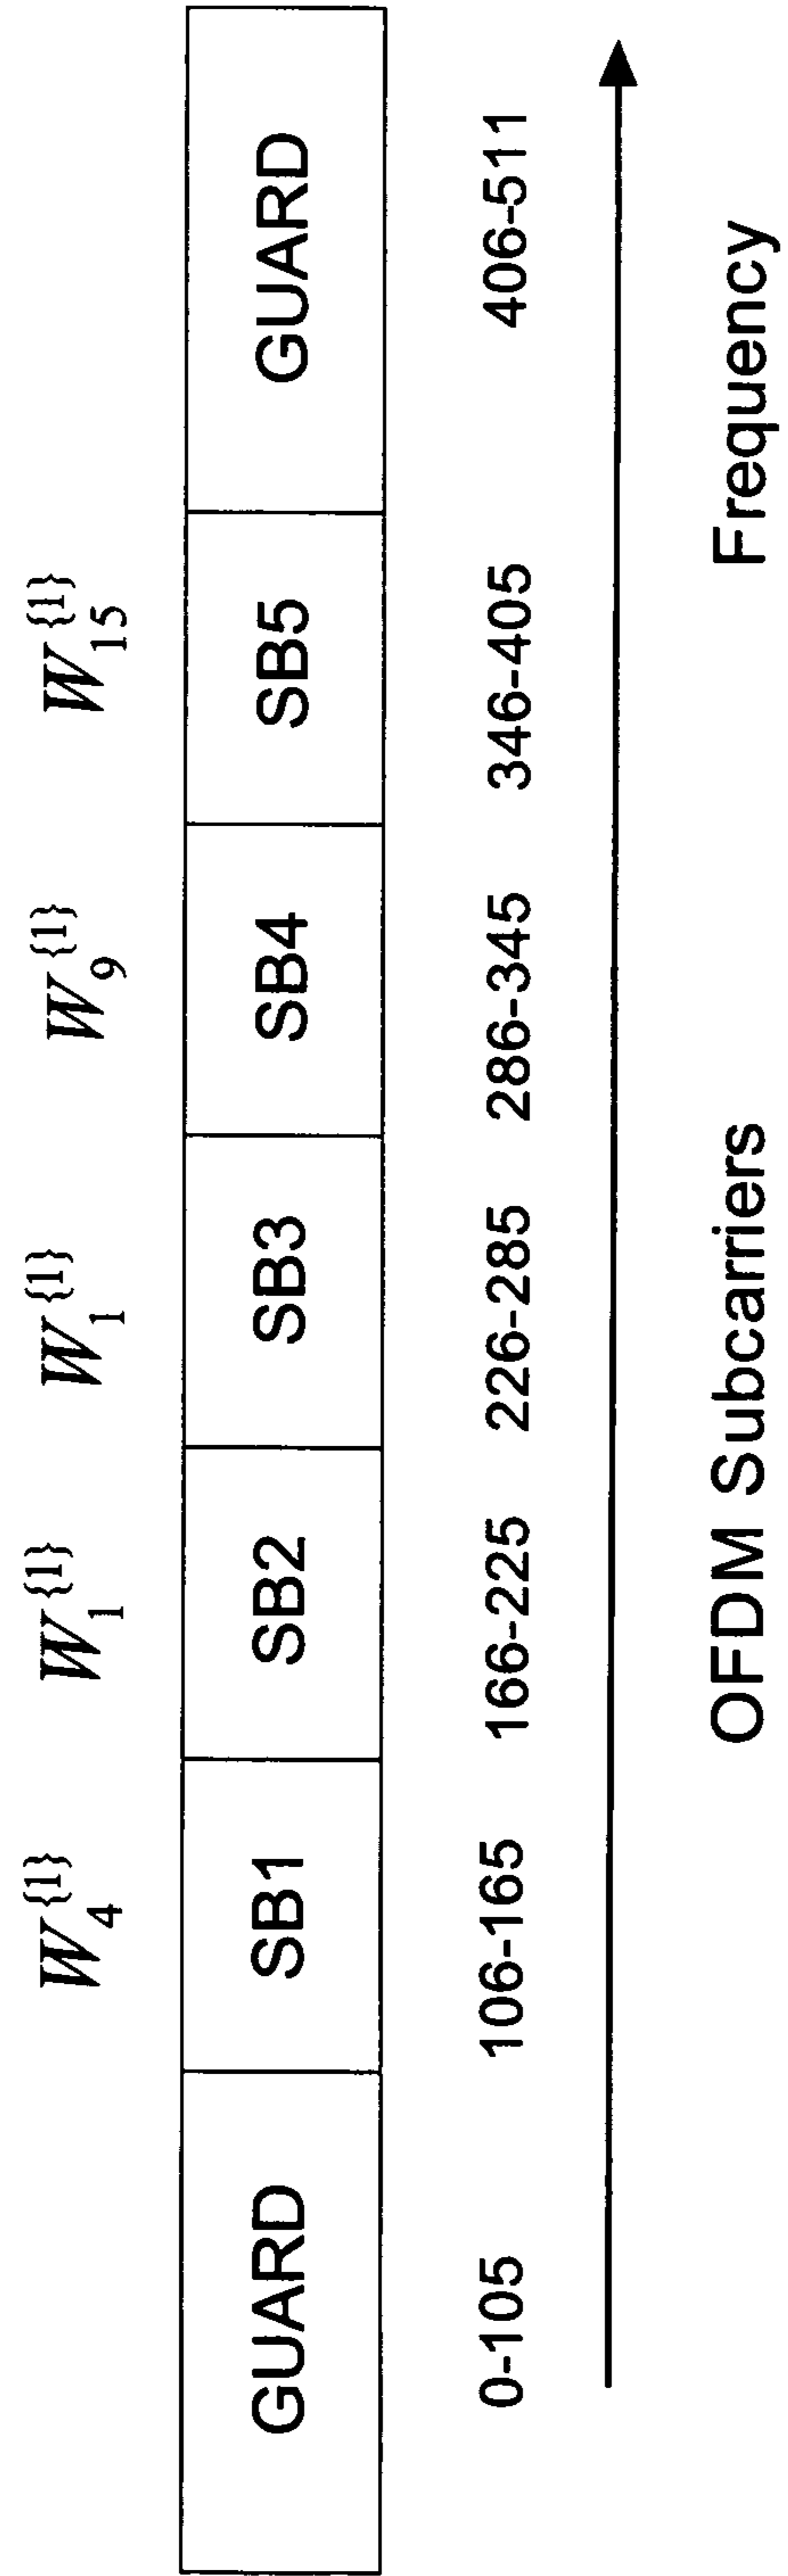 W_4^{1} W_1^{1} W_1^{1} W_9^{1} W_15^{1}
GUARD SB1 SB2 SB3 SB4 SB5 GUARD
0-105 106-165 166-225 226-285 286-345 346-405 406-511
OFDM Subcarriers Frequency